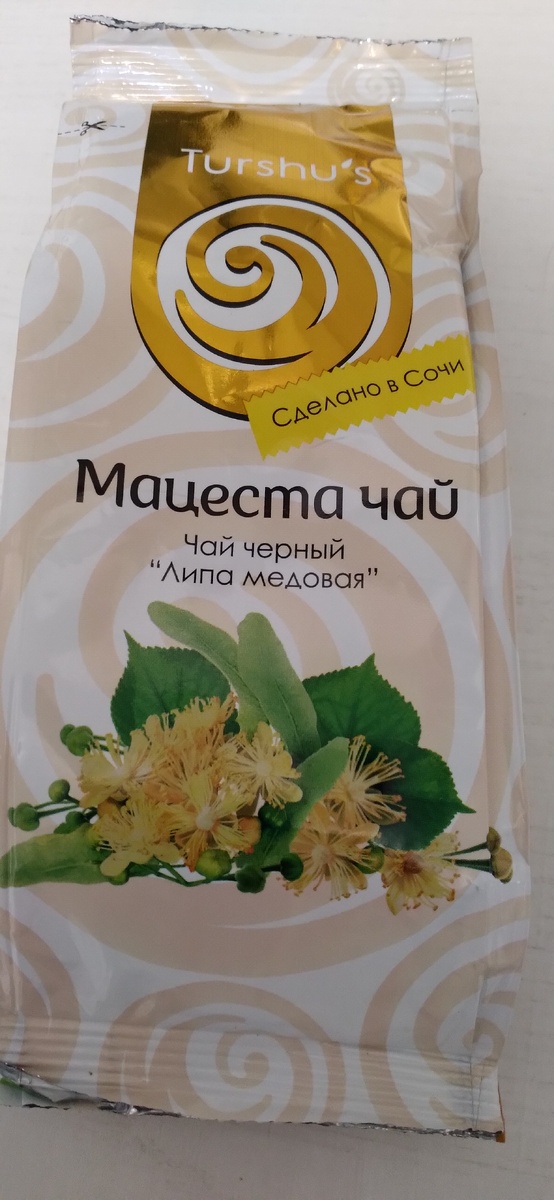 Turshu's
Сделано в Сочи
Мацеста чай
Чай черный
“Липа медовая”